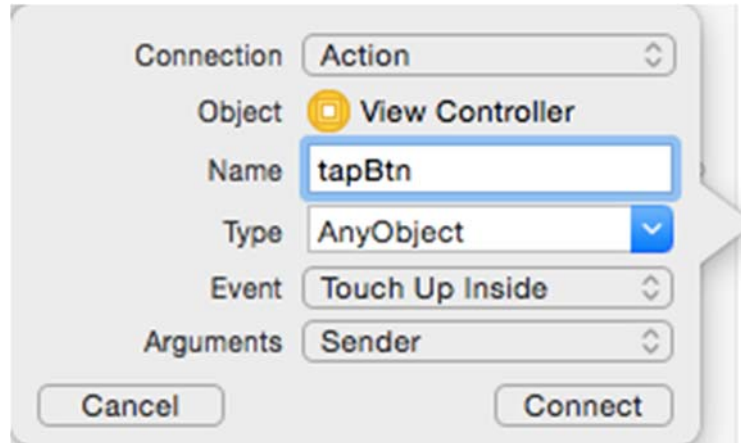 Connection Action
Object View Controller
Name tapBtn
Type AnyObject
Event Touch Up Inside
Arguments Sender
Cancel Connect